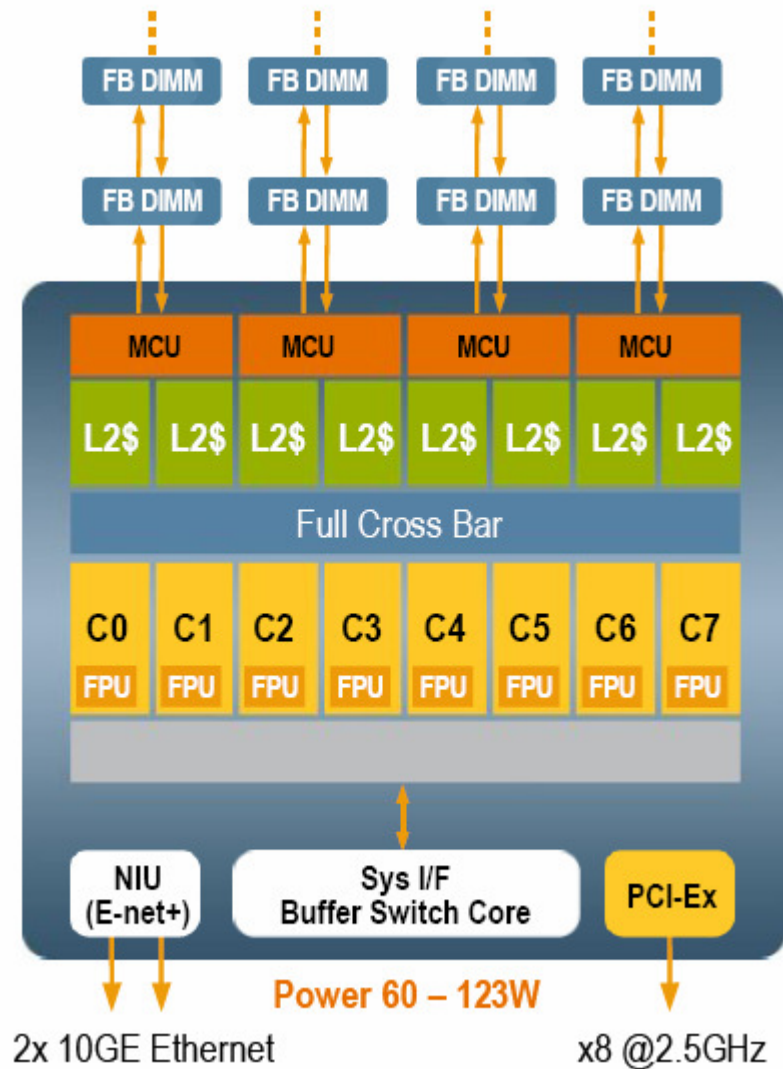 FB DIMM FB DIMM FB DIMM FB DIMM
FB DIMM FB DIMM FB DIMM FB DIMM
MCU MCU MCU MCU
L2$ L2$ L2$ L2$ L2$ L2$ L2$ L2$
Full Cross Bar
C0 C1 C2 C3 C4 C5 C6 C7
FPU FPU FPU FPU FPU FPU FPU FPU
NIU
(E-net+)
Sys I/F
Buffer Switch Core
PCI-Ex
Power 60 – 123W
2x 10GE Ethernet
x8 @2.5GHz